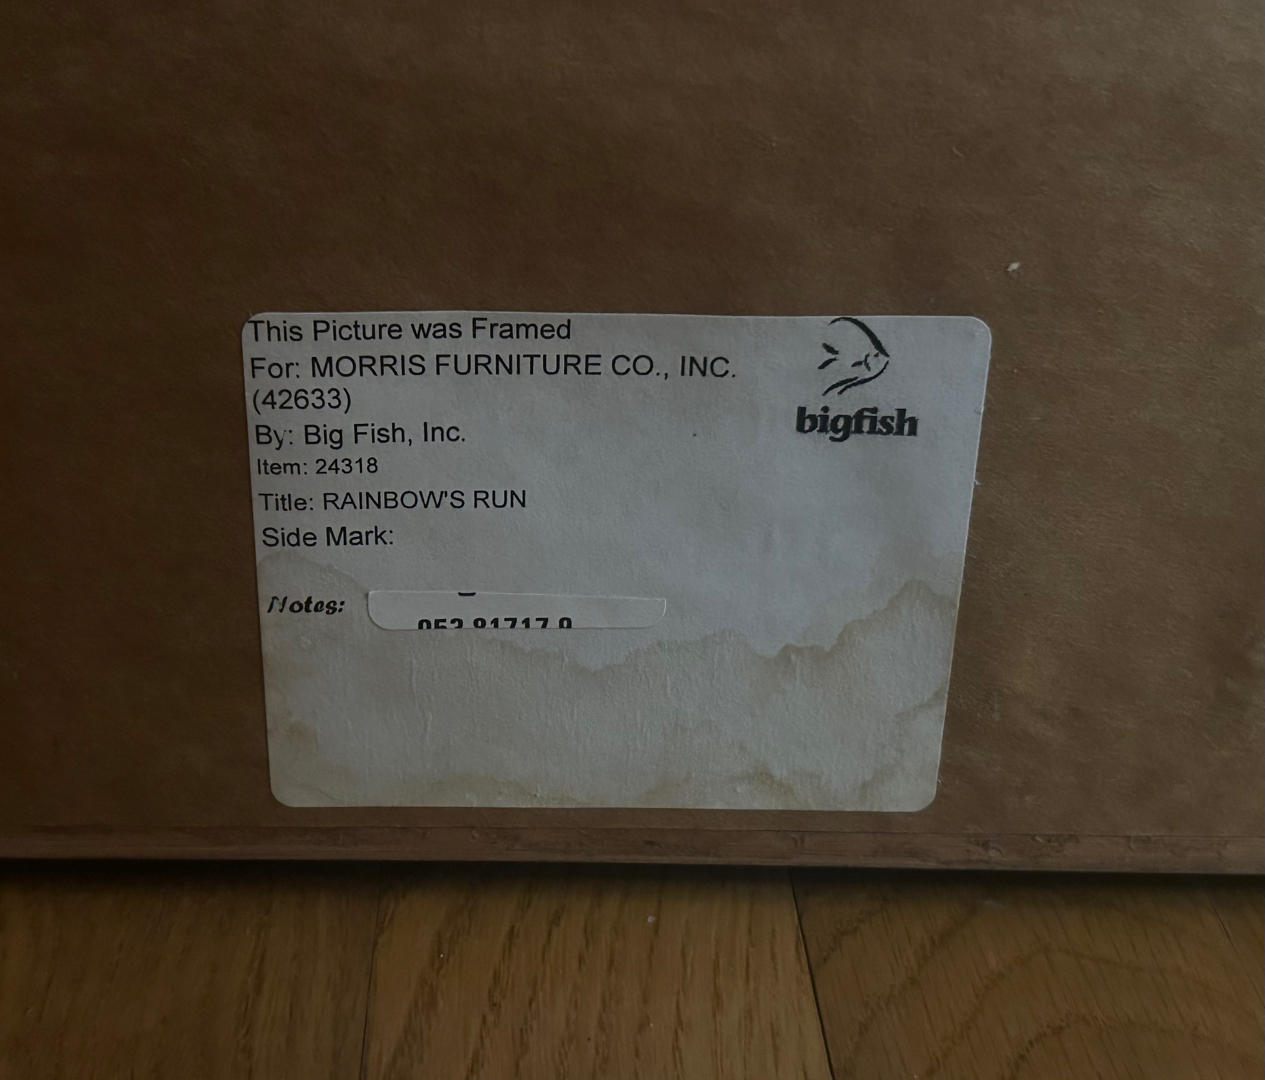 This Picture was Framed
For: MORRIS FURNITURE CO., INC.
(42633)
By: Big Fish, Inc.
Item: 24318
Title: RAINBOW'S RUN
Side Mark:
Notes:
bigfish